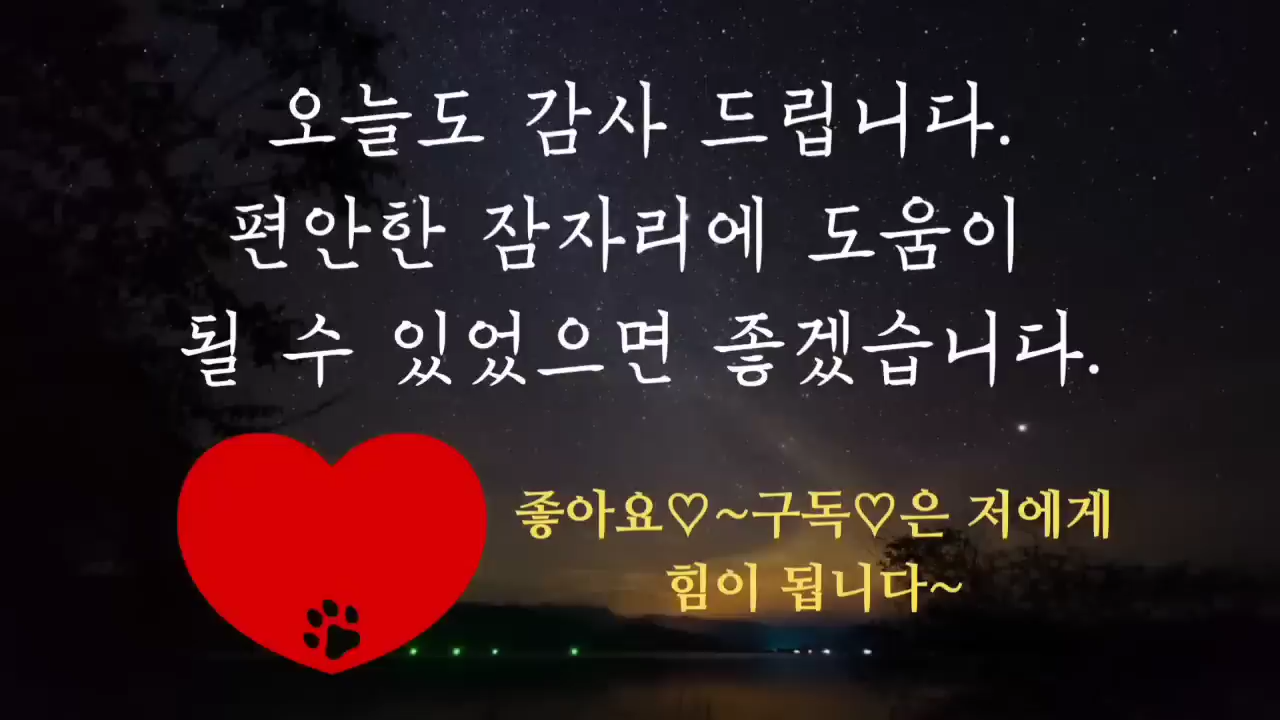 오늘도 감사 드립니다.
편안한 잠자리에 도움이
될 수 있었으면 좋겠습니다.
좋아요♡~구독♡은 저에게
힘이 됩니다~